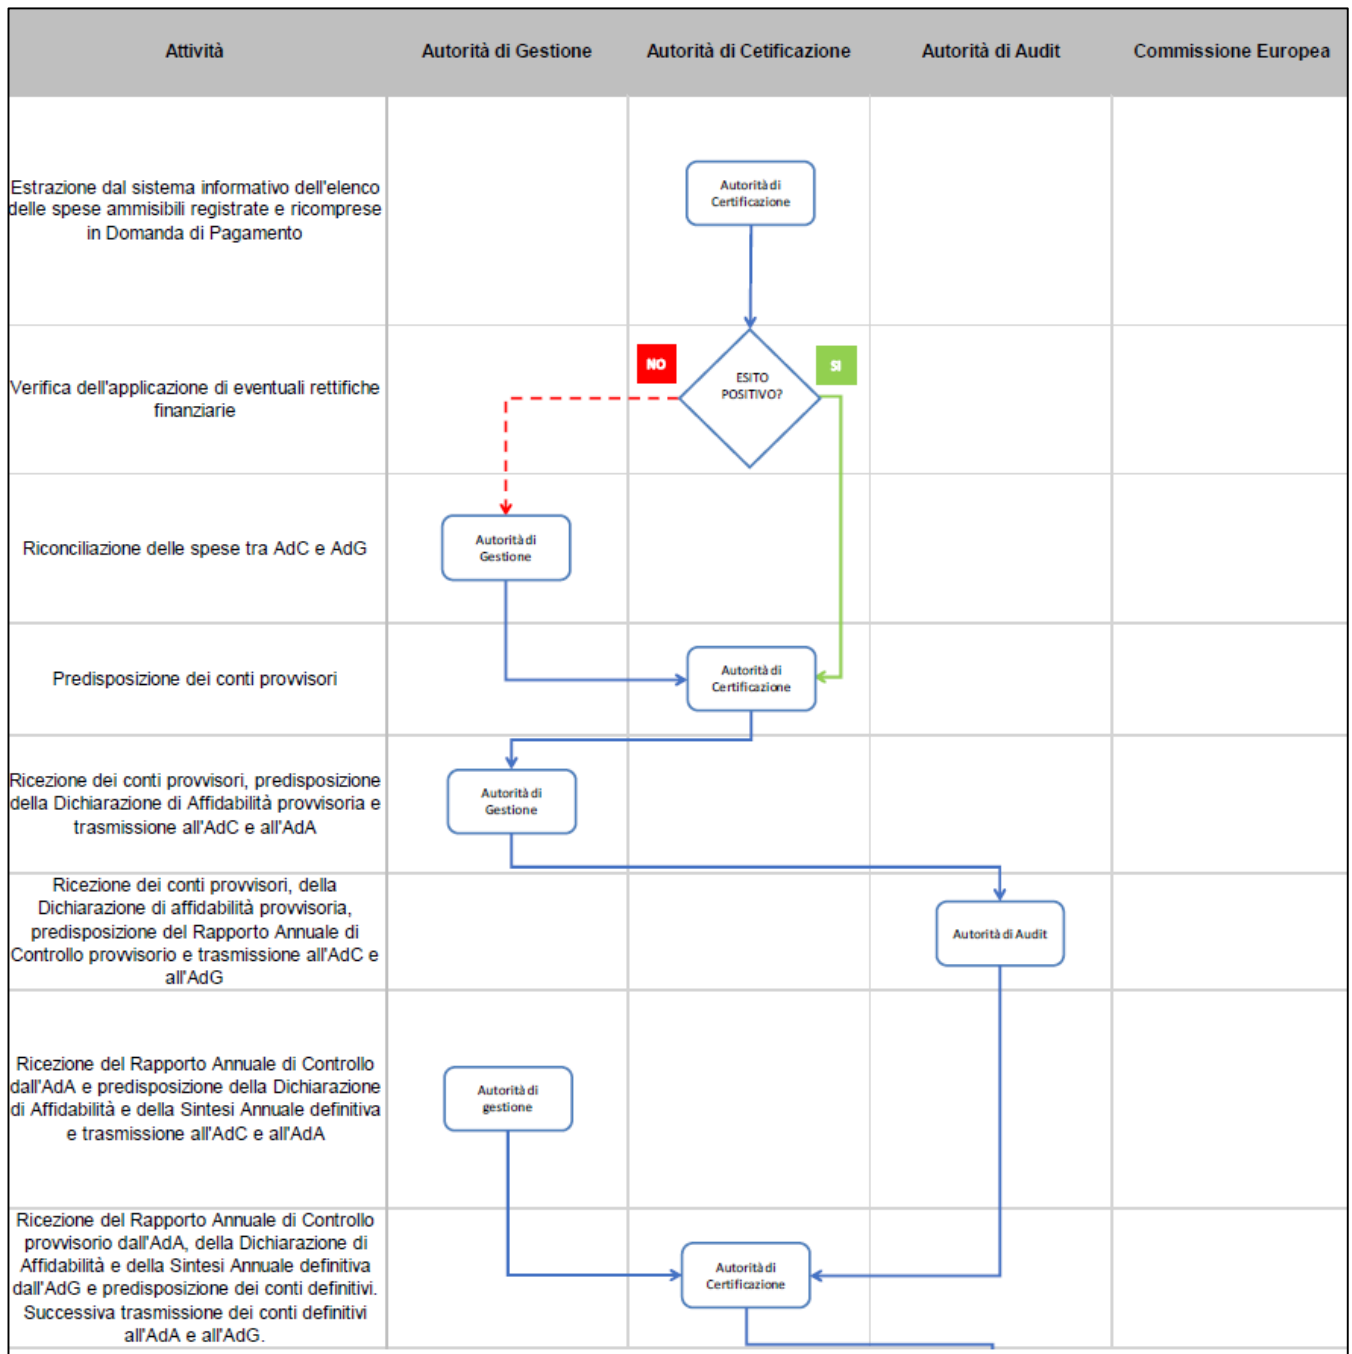 Attività
Autorità di Gestione
Autorità di Cetificazione
Autorità di Audit
Commissione Europea
Estrazione dal sistema informativo dell'elenco
delle spese ammisibili registrate e ricomprese
in Domanda di Pagamento
Autorità di
Certificazione
Verifica dell'applicazione di eventuali rettifiche
finanziarie
NO
ESITO
POSITIVO?
SI
Riconciliazione delle spese tra AdC e AdG
Autorità di
Gestione
Predisposizione dei conti provvisori
Autorità di
Certificazione
Ricezione dei conti provvisori, predisposizione
della Dichiarazione di Affidabilità provvisoria e
trasmissione all'AdC e all'AdA
Autorità di
Gestione
Ricezione dei conti provvisori, della
Dichiarazione di affidabilità provvisoria,
predisposizione del Rapporto Annuale di
Controllo provvisorio e trasmissione all'AdC e
all'AdG
Autorità di Audit
Ricezione del Rapporto Annuale di Controllo
dall'AdA e predisposizione della Dichiarazione
di Affidabilità e della Sintesi Annuale definitiva
e trasmissione all'AdC e all'AdA
Autorità di
gestione
Ricezione del Rapporto Annuale di Controllo
provvisorio dall'AdA, della Dichiarazione di
Affidabilità e della Sintesi Annuale definitiva
dall'AdG e predisposizione dei conti definitivi.
Successiva trasmissione dei conti definitivi
all'AdA e all'AdG.
Autorità di
Certificazione